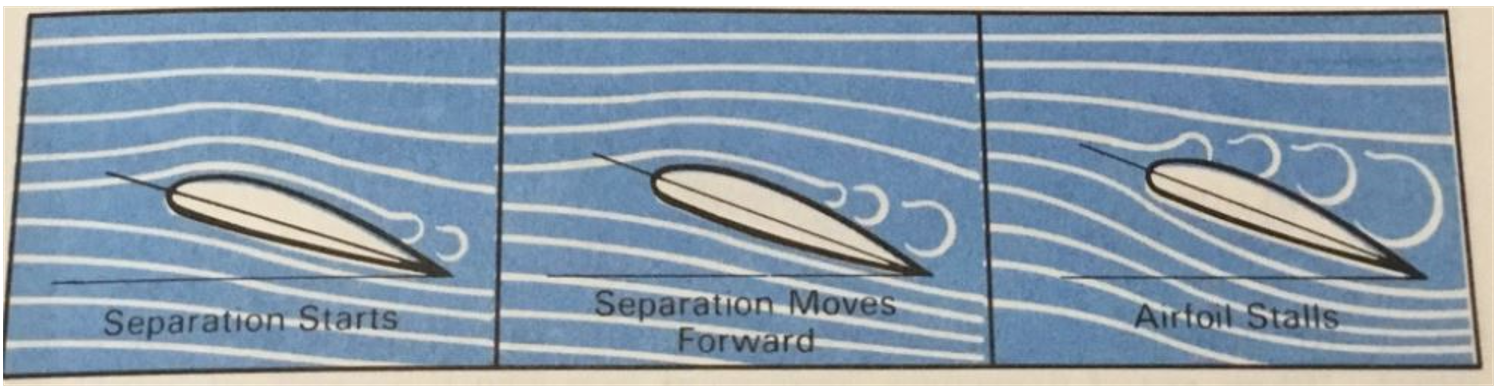 Separation Starts
Separation Moves
Forward
Airfoil Stalls